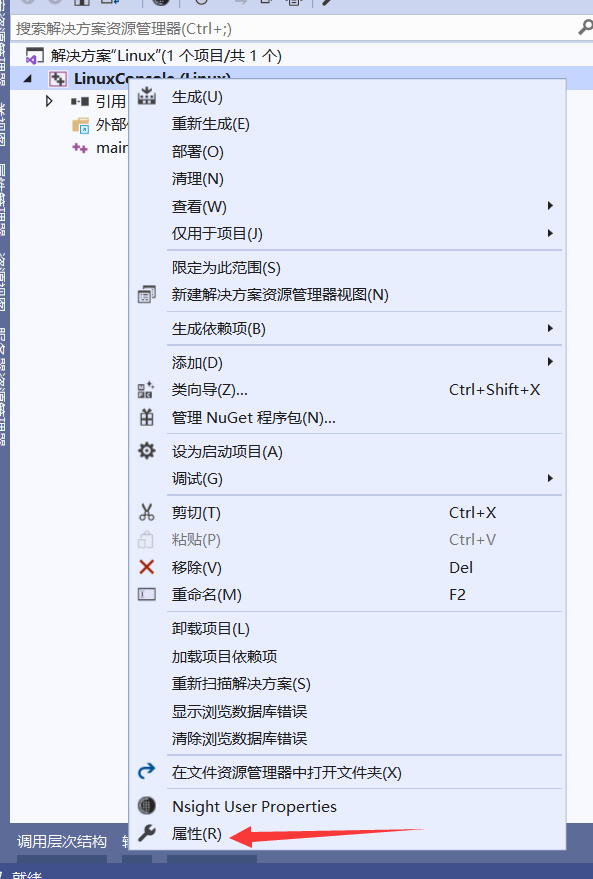 搜索解决方案资源管理器(Ctrl+;)
解决方案"Linux"(1 个项目/共 1 个)
LinuxConsole (Linux)
引用
外部
main
生成(U)
重新生成(E)
部署(O)
清理(N)
查看(W)
仅用于项目(J)
限定为此范围(S)
新建解决方案资源管理器视图(N)
生成依赖项(B)
添加(D)
类向导(Z)... Ctrl+Shift+X
管理 NuGet 程序包(N)...
设为启动项目(A)
调试(G)
剪切(T) Ctrl+X
粘贴(P) Ctrl+V
移除(V) Del
重命名(M) F2
卸载项目(L)
加载项目依赖项
重新扫描解决方案(S)
显示浏览数据库错误
清除浏览数据库错误
在文件资源管理器中打开文件夹(X)
Nsight User Properties
属性(R)
调用层次结构
就绪